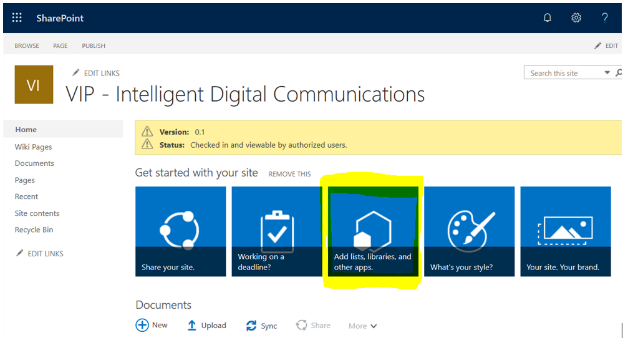 SharePoint
?
BROWSE PAGE PUBLISH EDIT
VI
EDIT LINKS
VIP - Intelligent Digital Communications
Search this site
Home
Wiki Pages
Documents
Pages
Recent
Site contents
Recycle Bin
EDIT LINKS
Version: 0.1
Status: Checked in and viewable by authorized users.
Get started with your site REMOVE THIS
Share your site.
Working on a
deadline?
Add lists, libraries, and
other apps.
What's your style?
Your site. Your brand.
Documents
New Upload Sync Share More